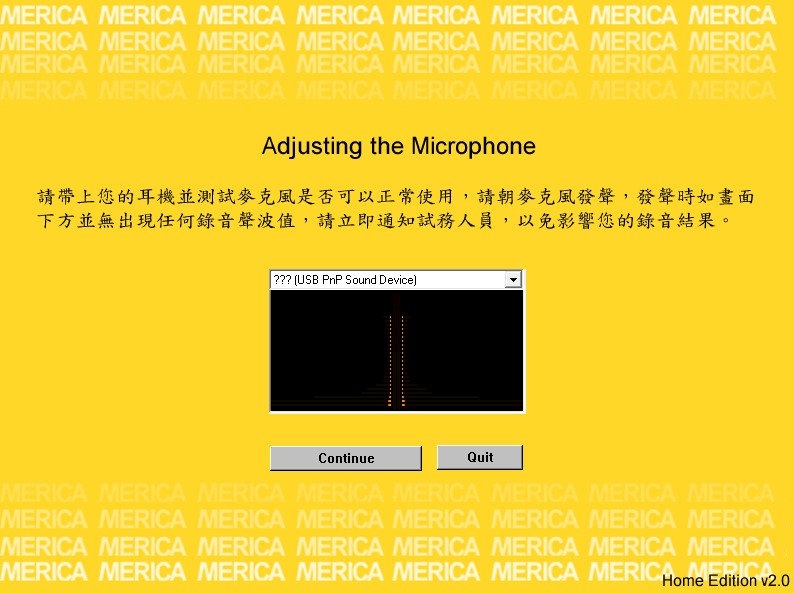 MERICA MERICA MERICA MERICA MERICA MERICA MERICA MERICA
MERICA MERICA MERICA MERICA MERICA MERICA MERICA MERICA
MERICA MERICA MERICA MERICA MERICA MERICA MERICA MERICA
MERICA MERICA MERICA MERICA MERICA MERICA MERICA MERICA
Adjusting the Microphone
請帶上您的耳機並測試麥克風是否可以正常使用，請朝麥克風發聲，發聲時如畫面
下方並無出現任何錄音聲波值，請立即通知試務人員，以免影響您的錄音結果。
??? (USB PnP Sound Device)
Continue Quit
MERICA MERICA MERICA MERICA MERICA MERICA MERICA MERICA
MERICA MERICA MERICA MERICA MERICA MERICA MERICA MERICA
MERICA MERICA MERICA MERICA MERICA MERICA MERICA MERICA
MERICA MERICA MERICA MERICA MERICA MERICA MERICA MERICA
Home Edition v2.0